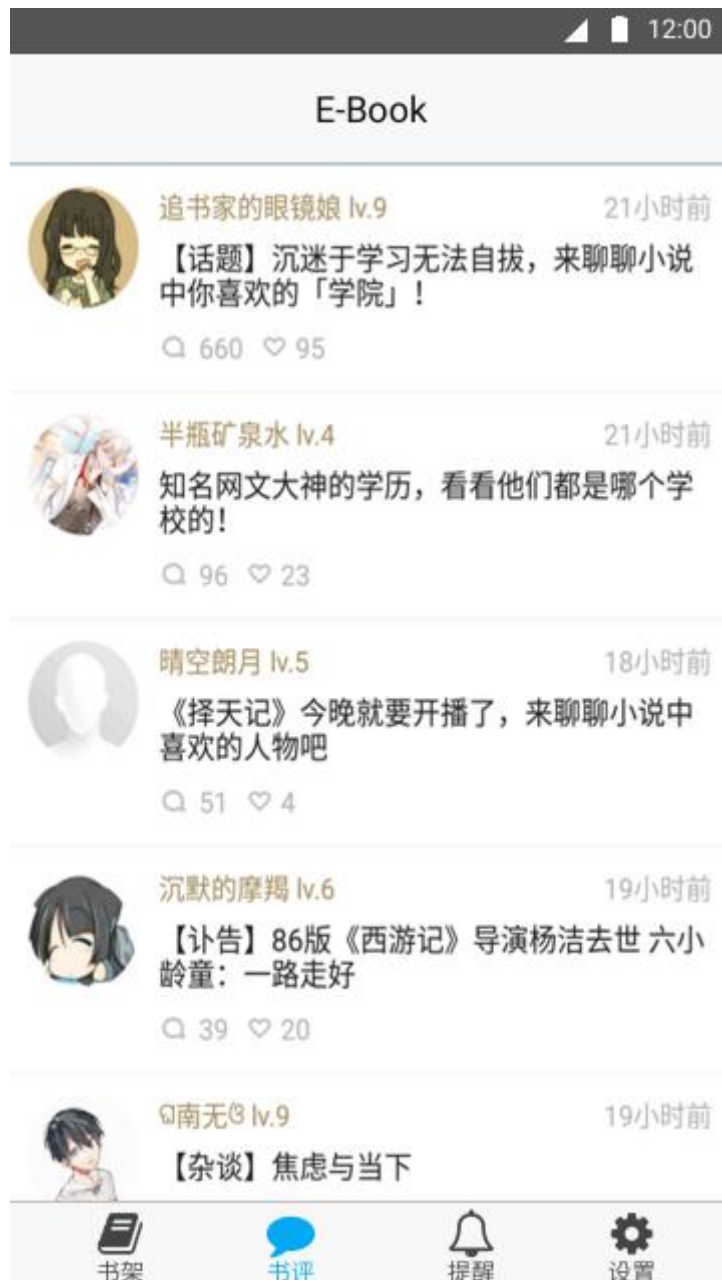 12:00
E-Book
追书家的眼镜娘 lv.9 21小时前
【话题】沉迷于学习无法自拔，来聊聊小说
中你喜欢的「学院」！
660 95
半瓶矿泉水 lv.4 21小时前
知名网文大神的学历，看看他们都是哪个学
校的！
96 23
晴空朗月 lv.5 18小时前
《择天记》今晚就要开播了，来聊聊小说中
喜欢的人物吧
51 4
沉默的摩羯 lv.6 19小时前
【讣告】86版《西游记》导演杨洁去世 六小
龄童：一路走好
39 20
南无 lv.9 19小时前
【杂谈】焦虑与当下
书架 书评 提醒 设置